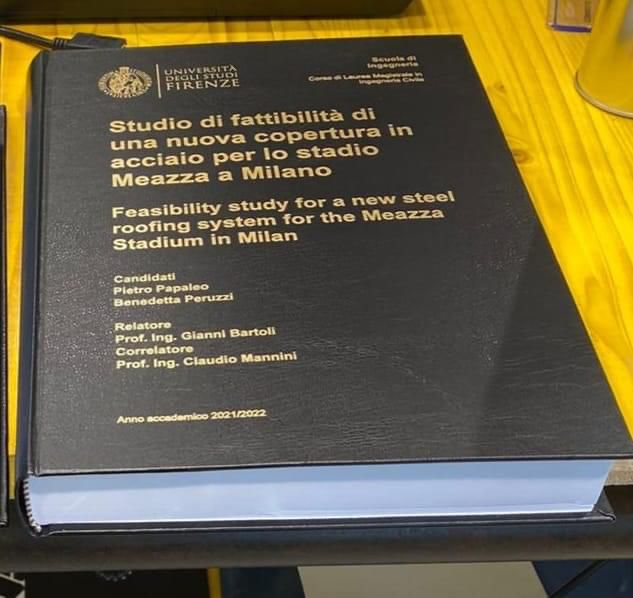 UNIVERSITÀ
DEGLI STUDI
FIRENZE
Scuola di
Ingegneria
Corso di Laurea Magistrale in
Ingegneria Civile
Studio di fattibilità di
una nuova copertura in
acciaio per lo stadio
Meazza a Milano
Feasibility study for a new steel
roofing system for the Meazza
Stadium in Milan
Candidati
Pietro Papaleo
Benedetta Peruzzi
Relatore
Prof. Ing. Gianni Bartoli
Correlatore
Prof. Ing. Claudio Mannini
Anno accademico 2021/2022